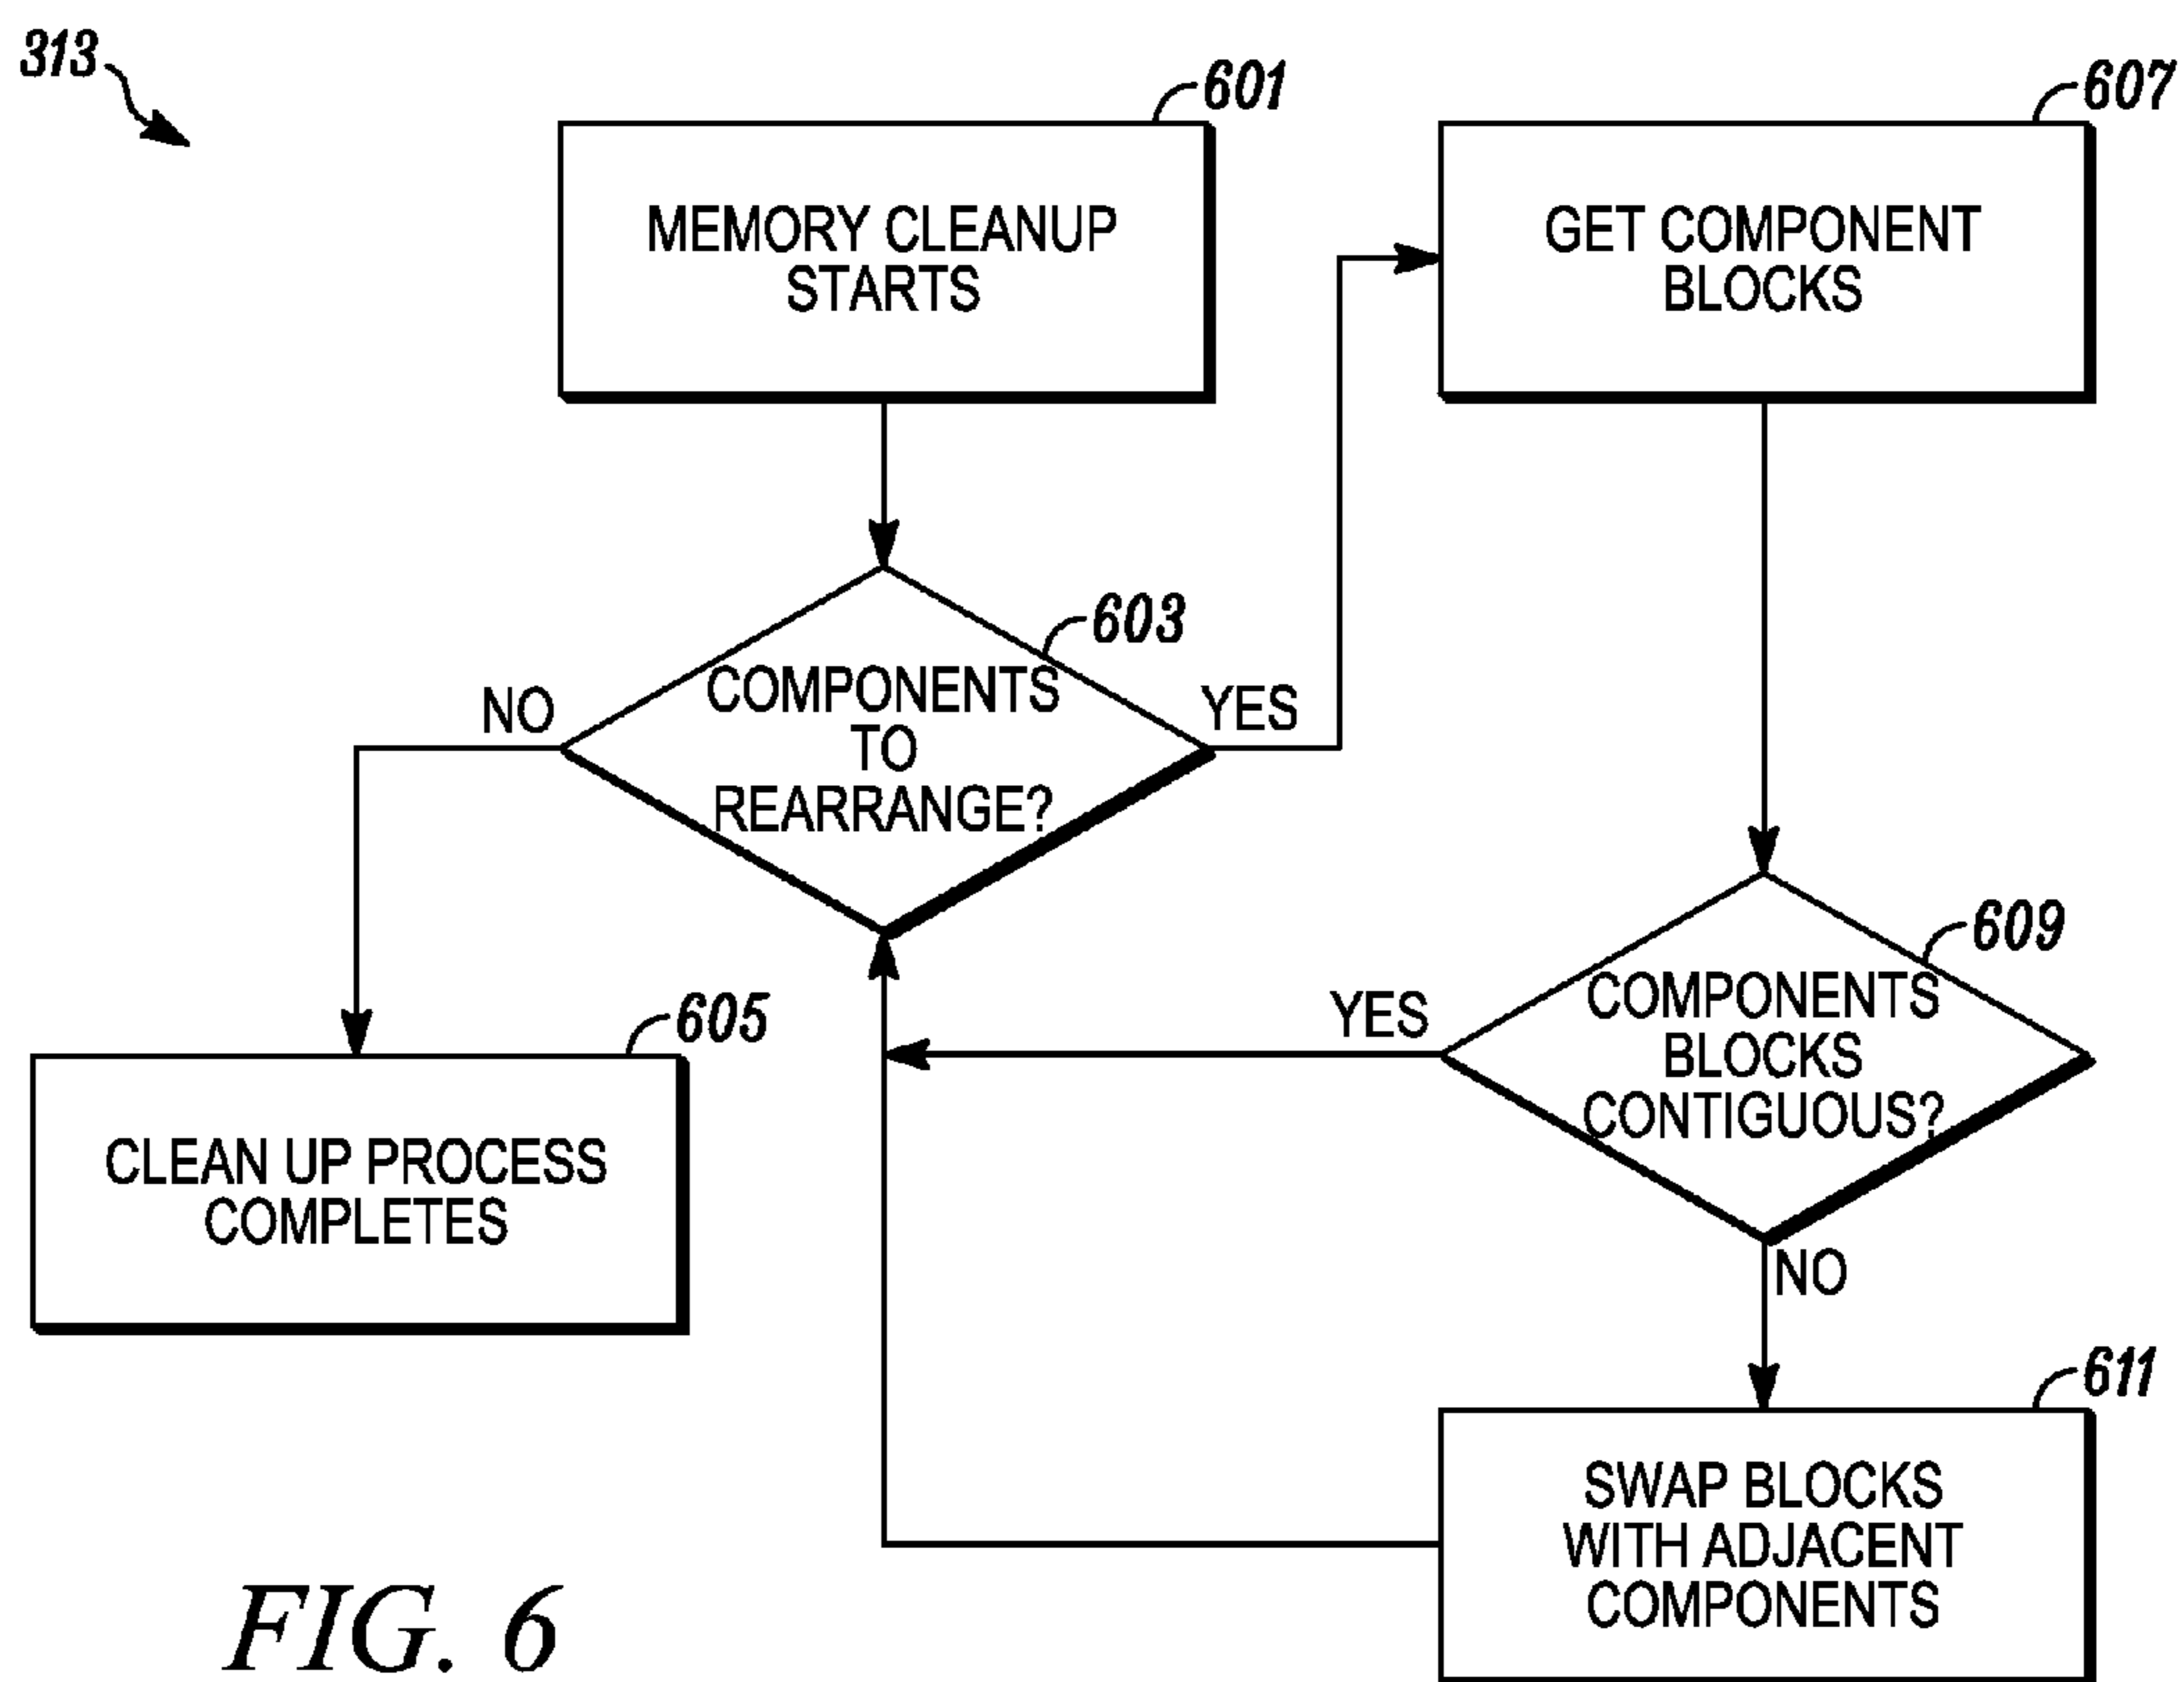 313
601
MEMORY CLEANUP
STARTS
607
GET COMPONENT
BLOCKS
603
COMPONENTS
TO
REARRANGE?
NO
YES
605
CLEAN UP PROCESS
COMPLETES
609
COMPONENTS
BLOCKS
CONTIGUOUS?
YES
NO
611
SWAP BLOCKS
WITH ADJACENT
COMPONENTS
FIG. 6